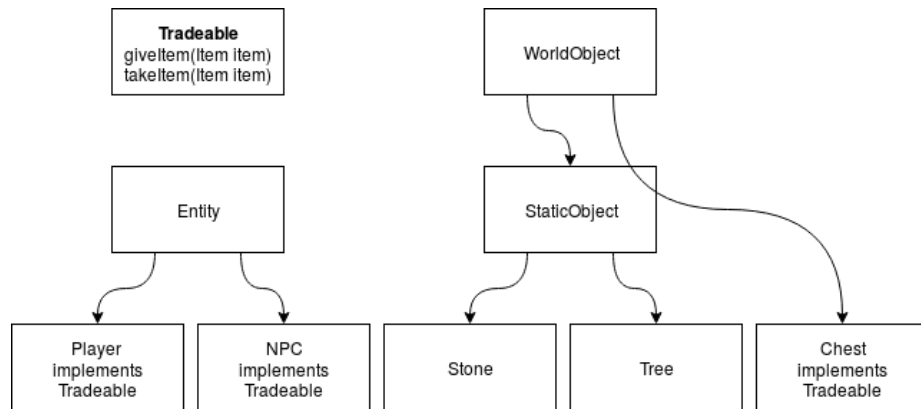 Tradeable
giveItem(Item item)
takeItem(Item item)
WorldObject
Entity
StaticObject
Player
implements
Tradeable
NPC
implements
Tradeable
Stone
Tree
Chest
implements
Tradeable